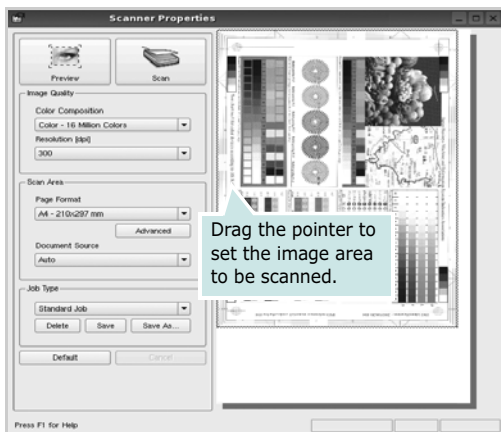 Scanner Properties
Preview
Scan
Image Quality
Color Composition
Color - 16 Million Colors
Resolution [dpi]
300
Scan Area
Page Format
A4 - 210x297 mm
Advanced
Document Source
Auto
Job Type
Standard Job
Delete
Save
Save As...
Default
Cancel
Drag the pointer to
set the image area
to be scanned.
Press F1 for Help